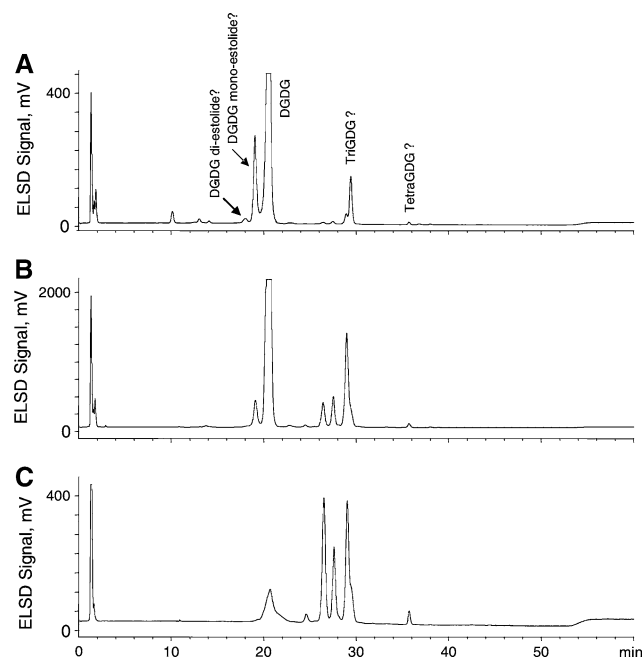 A
ELSD Signal, mV
400
0
DGDG di-estolide?
DGDG mono-estolide?
DGDG
TriGDG ?
TetraGDG ?
B
ELSD Signal, mV
2000
0
C
ELSD Signal, mV
400
0
0 10 20 30 40 50 min